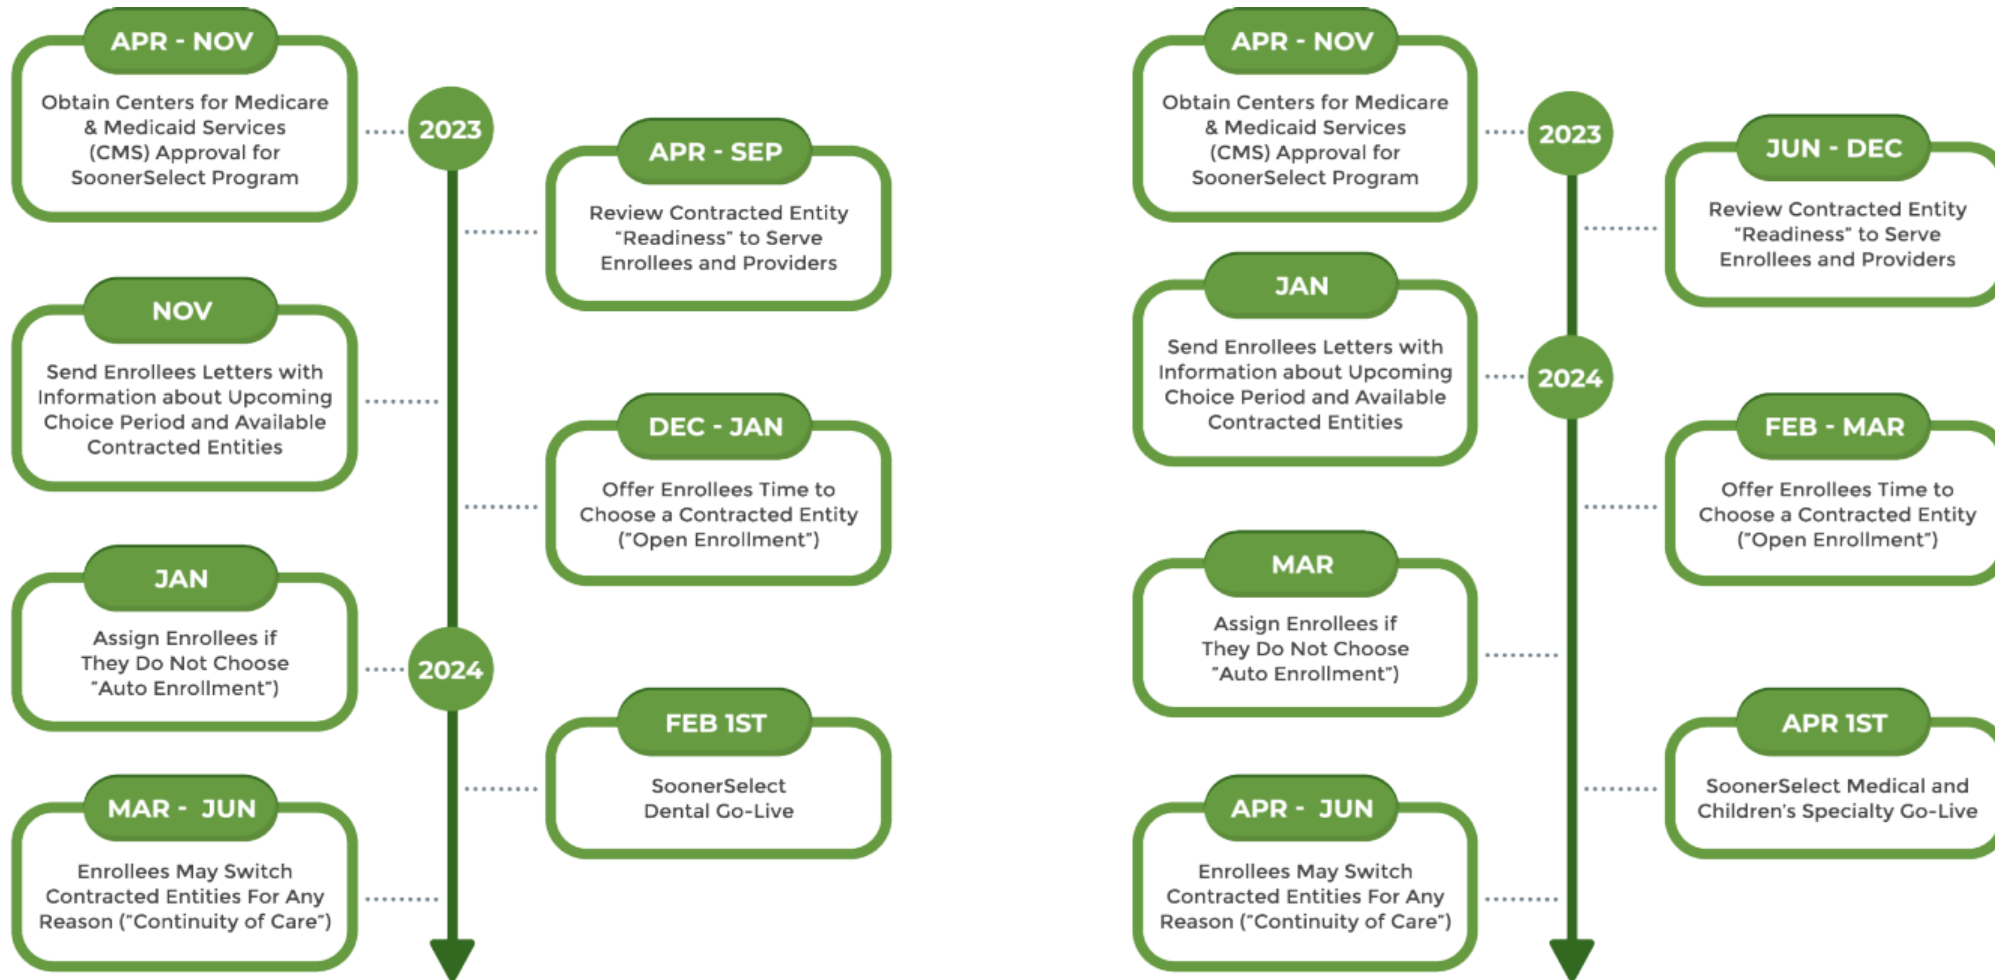 APR - NOV
Obtain Centers for Medicare
& Medicaid Services
(CMS) Approval for
SoonerSelect Program
2023
APR - SEP
Review Contracted Entity
"Readiness" to Serve
Enrollees and Providers
NOV
Send Enrollees Letters with
Information about Upcoming
Choice Period and Available
Contracted Entities
DEC - JAN
Offer Enrollees Time to
Choose a Contracted Entity
("Open Enrollment")
JAN
Assign Enrollees if
They Do Not Choose
"Auto Enrollment")
2024
FEB 1ST
SoonerSelect
Dental Go-Live
MAR - JUN
Enrollees May Switch
Contracted Entities For Any
Reason ("Continuity of Care")
APR - NOV
Obtain Centers for Medicare
& Medicaid Services
(CMS) Approval for
SoonerSelect Program
2023
JUN - DEC
Review Contracted Entity
"Readiness" to Serve
Enrollees and Providers
JAN
Send Enrollees Letters with
Information about Upcoming
Choice Period and Available
Contracted Entities
2024
FEB - MAR
Offer Enrollees Time to
Choose a Contracted Entity
("Open Enrollment")
MAR
Assign Enrollees if
They Do Not Choose
"Auto Enrollment")
APR 1ST
SoonerSelect Medical and
Children's Specialty Go-Live
APR - JUN
Enrollees May Switch
Contracted Entities For Any
Reason ("Continuity of Care")